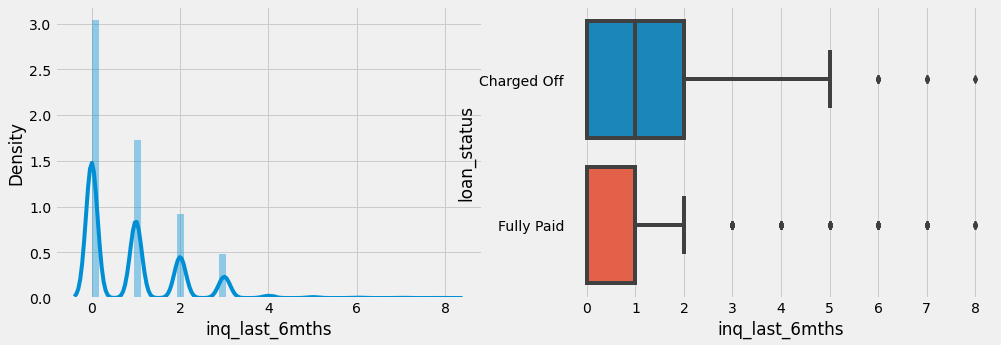 3.0
2.5
2.0
1.5
1.0
0.5
0.0
Density
0 2 4 6 8
inq_last_6mths
Charged Off
Fully Paid
loan_status
0 1 2 3 4 5 6 7 8
inq_last_6mths